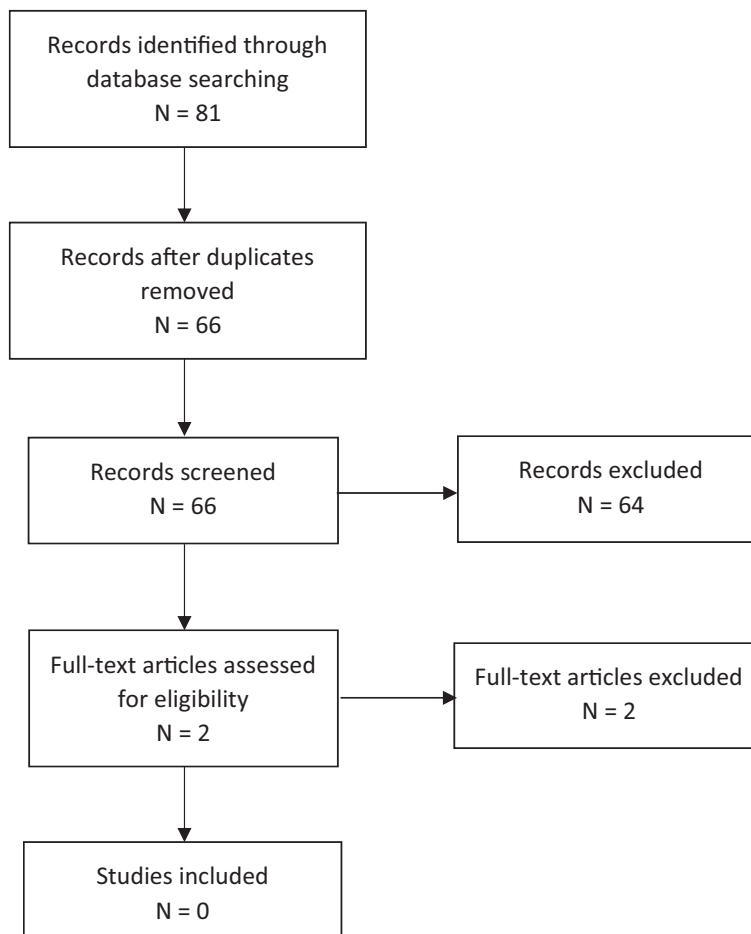 Records identified through
database searching
N = 81
Records after duplicates
removed
N = 66
Records screened
N = 66
Records excluded
N = 64
Full-text articles assessed
for eligibility
N = 2
Full-text articles excluded
N = 2
Studies included
N = 0